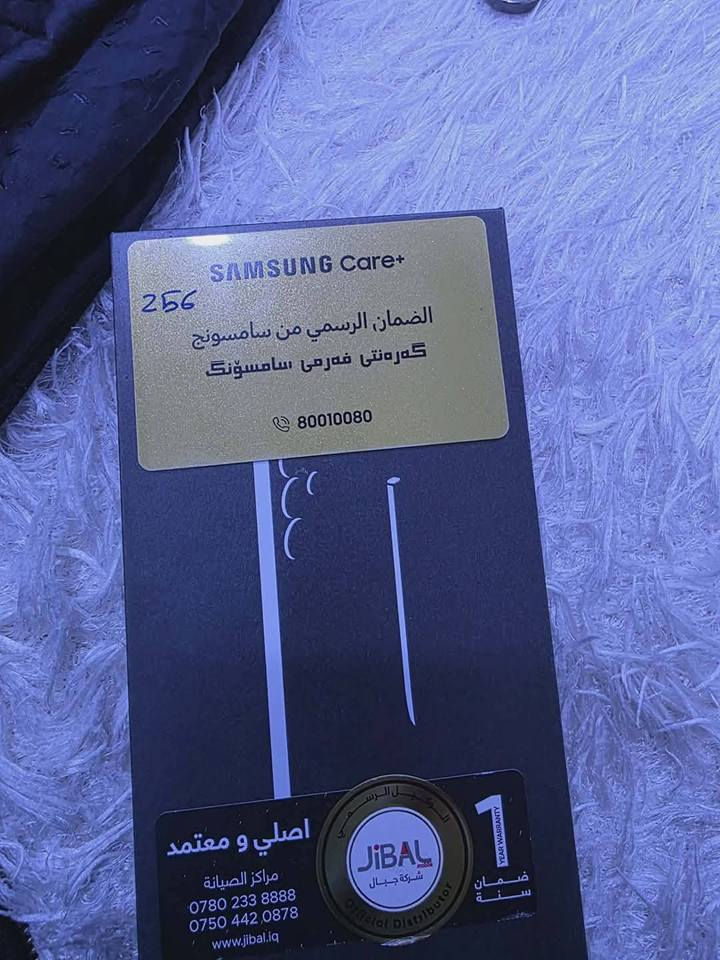 SAMSUNG Care+
256
الضمان الرسمي من سامسونج
گەرەنتی فەرمی سامسۆنگ
80010080
اصلي و معتمد
مراكز الصيانة
0780 233 8888
0750 442 0878
www.jibal.iq
الوكيل الرسمي
JIBAL
شركة جبال
Official Distributor
1
YEAR WARRANTY
ضمان
سنة